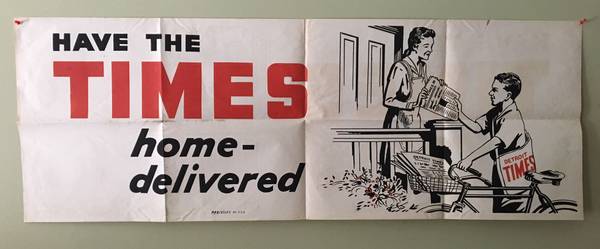 HAVE THE
TIMES
home-
delivered
DETROIT
TIMES